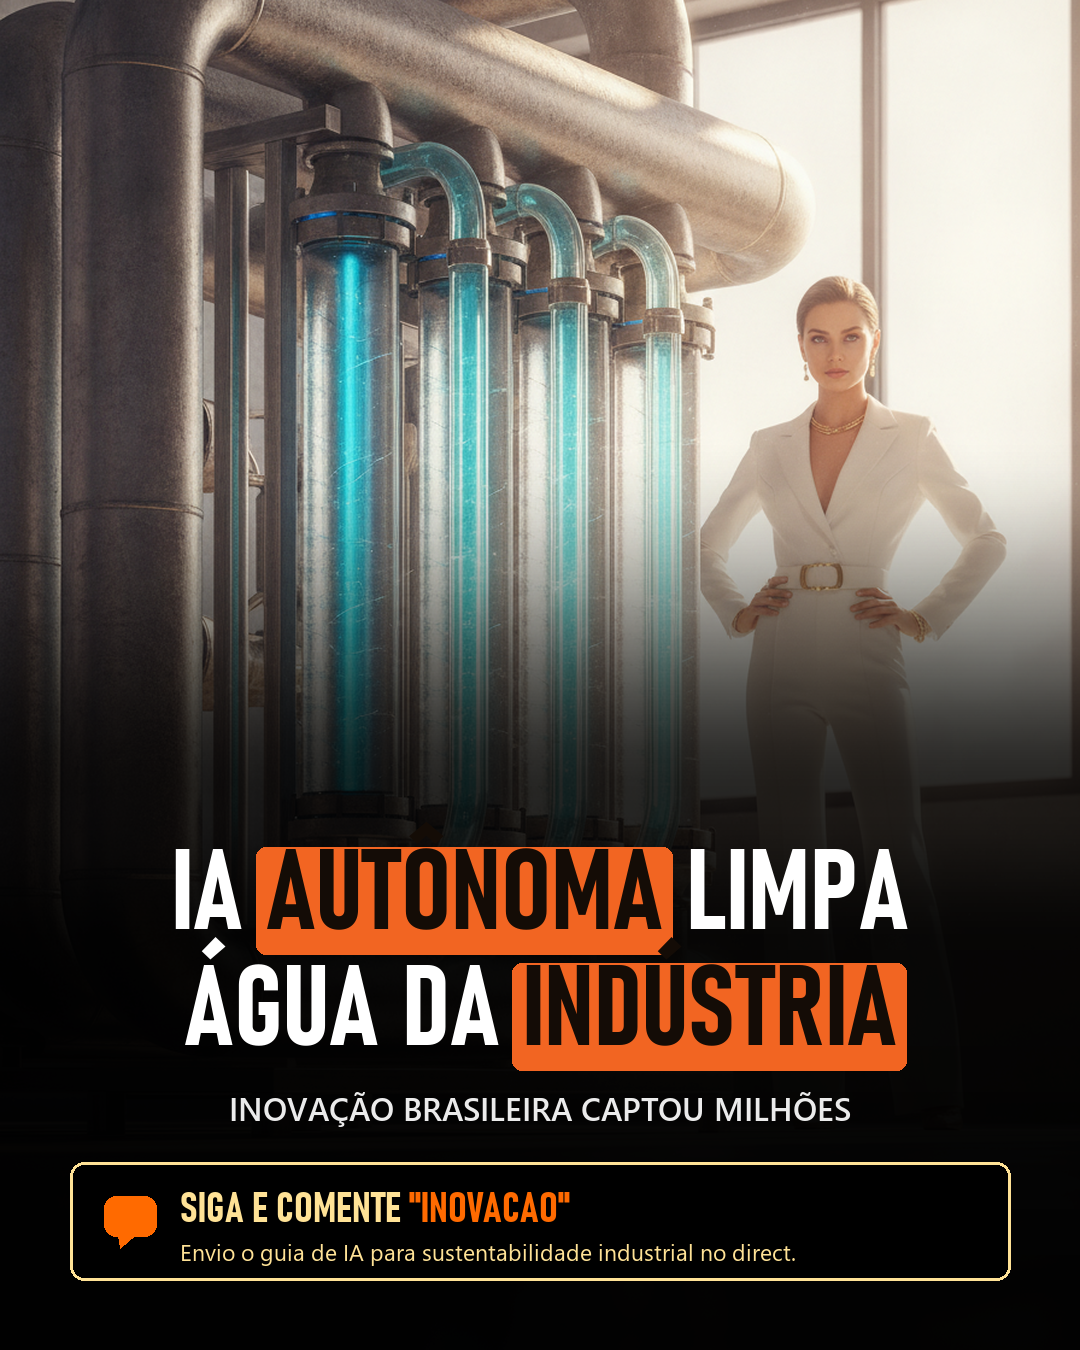 IA AUTONOMA LIMPA
ÁGUA DA INDÚSTRIA
INOVAÇÃO BRASILEIRA CAPTOU MILHÕES
SIGA E COMENTE "INOVACAO"
Envio o guia de IA para sustentabilidade industrial no direct.